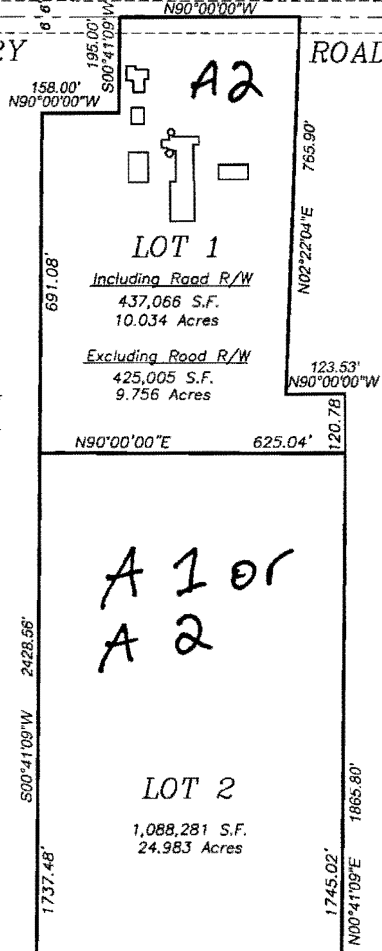 N90°00'00"W
6
6
RY
ROAD
195.00'
S00°41'09"W
158.00'
N90°00'00"W
A2
765.90'
N02°22'04"E
LOT 1
Including Road R/W
437,066 S.F.
10.034 Acres
691.08'
Excluding Road R/W
425,005 S.F.
9.756 Acres
123.53'
N90°00'00"W
120.78
N90°00'00"E
625.04'
A 1 or
A 2
2428.56'
S00°41'09"W
LOT 2
1,088,281 S.F.
24.983 Acres
1865.80'
N00°41'09"E
1737.48'
1745.02'